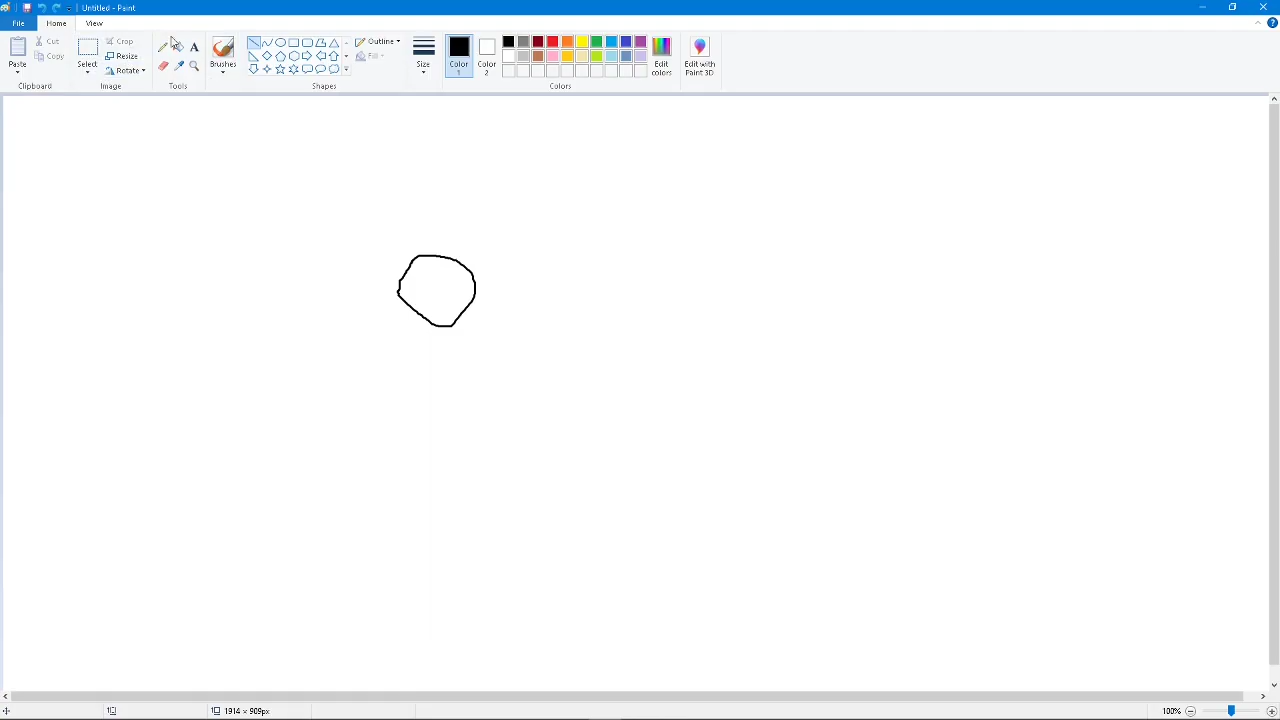 Untitled - Paint
File Home View
Paste
Cut
Copy
Clipboard
Select
Crop
Resize
Rotate
Image
A
Tools
Brushes
Outline
Fill
Shapes
Size
Color 1
Color 2
Edit colors
Colors
Edit with Paint 3D
1914 × 909px
100%